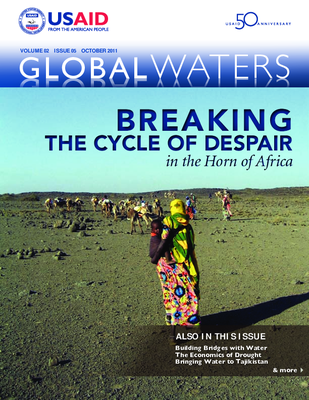 USAID
FROM THE AMERICAN PEOPLE
USAID 50 ANNIVERSARY
VOLUME 02 ISSUE 05 OCTOBER 2011
GLOBALWATERS
BREAKING
THE CYCLE OF DESPAIR
in the Horn of Africa
ALSO IN THIS ISSUE
Building Bridges with Water
The Economics of Drought
Bringing Water to Tajikistan
& more